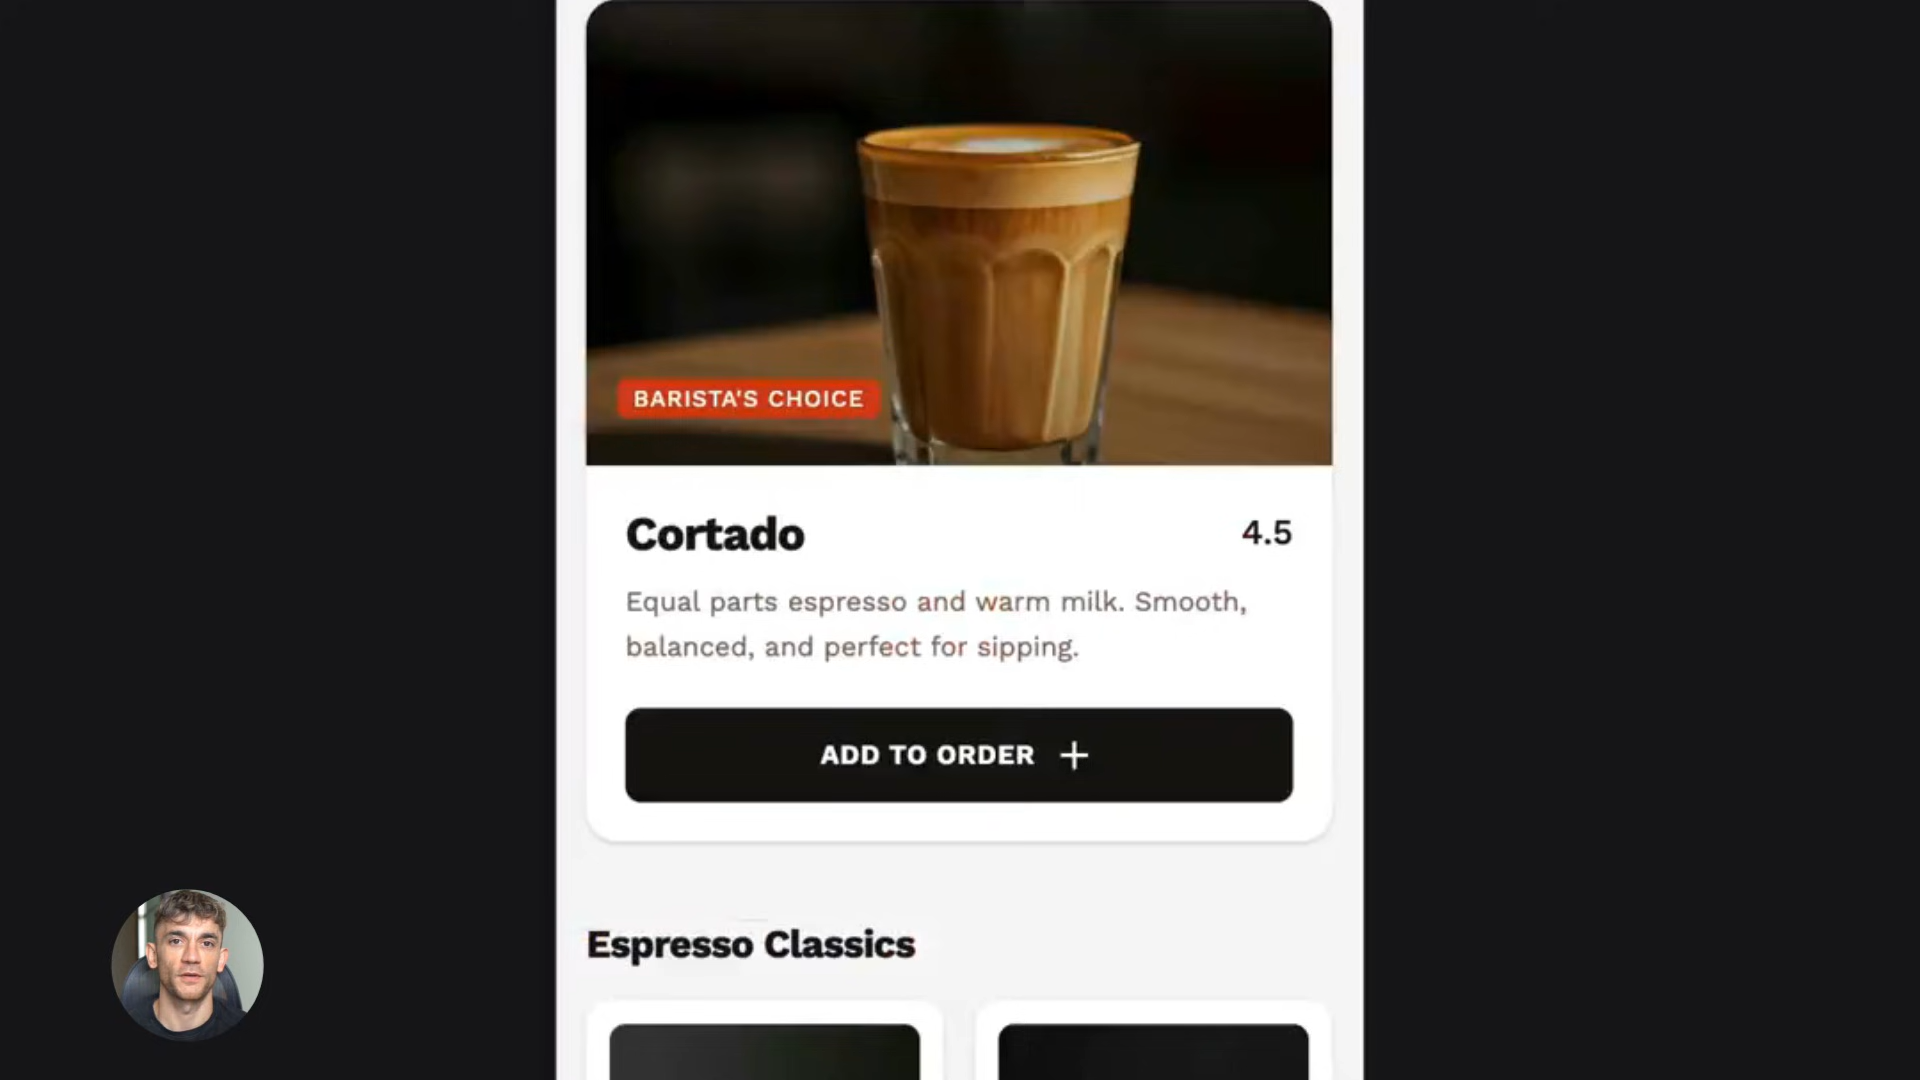 BARISTA'S CHOICE
Cortado
4.5
Equal parts espresso and warm milk. Smooth,
balanced, and perfect for sipping.
ADD TO ORDER +
Espresso Classics